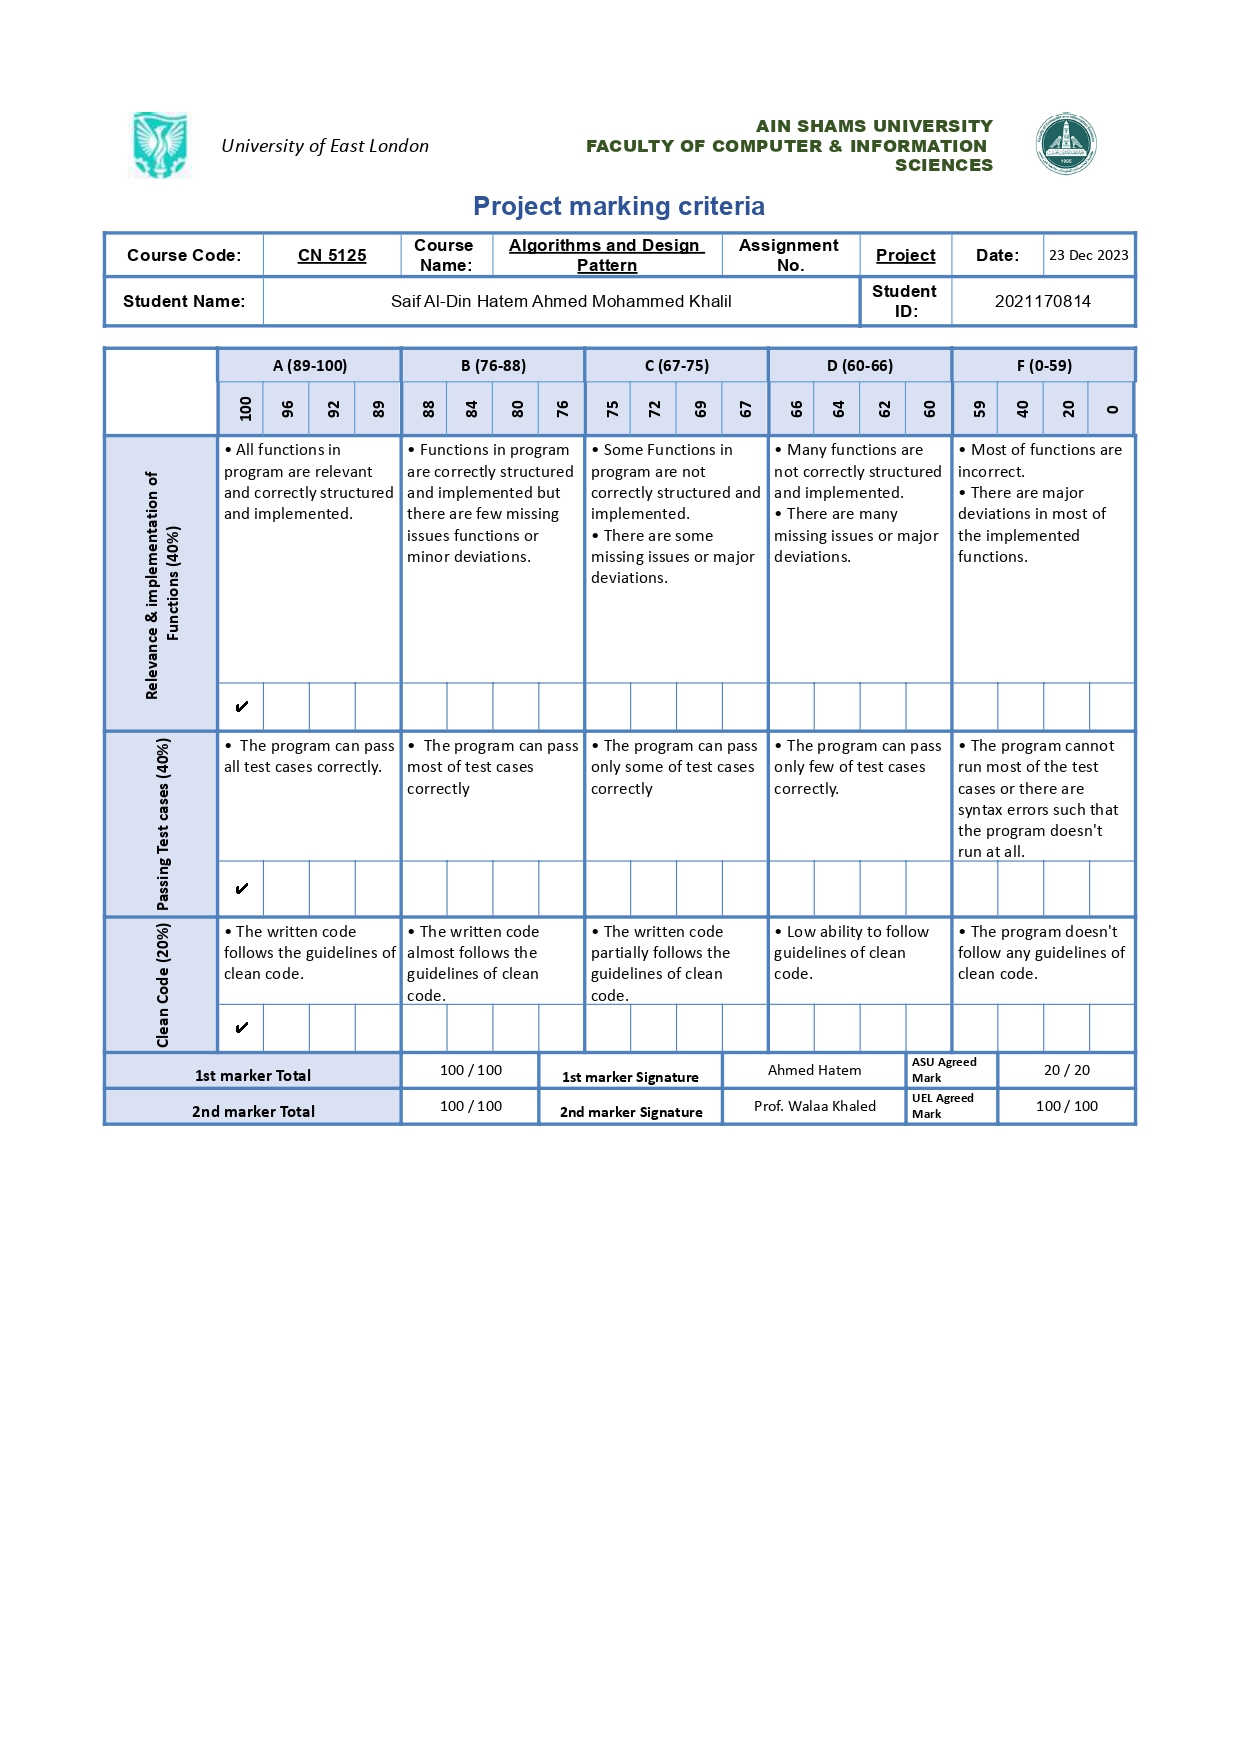 University of East London
AIN SHAMS UNIVERSITY
FACULTY OF COMPUTER & INFORMATION
SCIENCES
1995
Project marking criteria
Course Code:
CN 5125
Course
Name:
Algorithms and Design
Pattern
Assignment
No.
Project
Date:
23 Dec 2023
Student Name:
Saif Al-Din Hatem Ahmed Mohammed Khalil
Student
ID:
2021170814
A (89-100)
B (76-88)
C (67-75)
D (60-66)
F (0-59)
100
96
92
89
88
84
80
76
75
72
69
67
66
64
62
60
59
40
20
0
Relevance & implementation of
Functions (40%)
• All functions in
program are relevant
and correctly structured
and implemented.
• Functions in program
are correctly structured
and implemented but
there are few missing
issues functions or
minor deviations.
• Some Functions in
program are not
correctly structured and
implemented.
• There are some
missing issues or major
deviations.
• Many functions are
not correctly structured
and implemented.
• There are many
missing issues or major
deviations.
• Most of functions are
incorrect.
• There are major
deviations in most of
the implemented
functions.
✔
Passing Test cases (40%)
• The program can pass
all test cases correctly.
• The program can pass
most of test cases
correctly
• The program can pass
only some of test cases
correctly
• The program can pass
only few of test cases
correctly.
• The program cannot
run most of the test
cases or there are
syntax errors such that
the program doesn't
run at all.
✔
Clean Code (20%)
• The written code
follows the guidelines of
clean code.
• The written code
almost follows the
guidelines of clean
code.
• The written code
partially follows the
guidelines of clean
code.
• Low ability to follow
guidelines of clean
code.
• The program doesn't
follow any guidelines of
clean code.
✔
1st marker Total
100 / 100
1st marker Signature
Ahmed Hatem
ASU Agreed
Mark
20 / 20
2nd marker Total
100 / 100
2nd marker Signature
Prof. Walaa Khaled
UEL Agreed
Mark
100 / 100